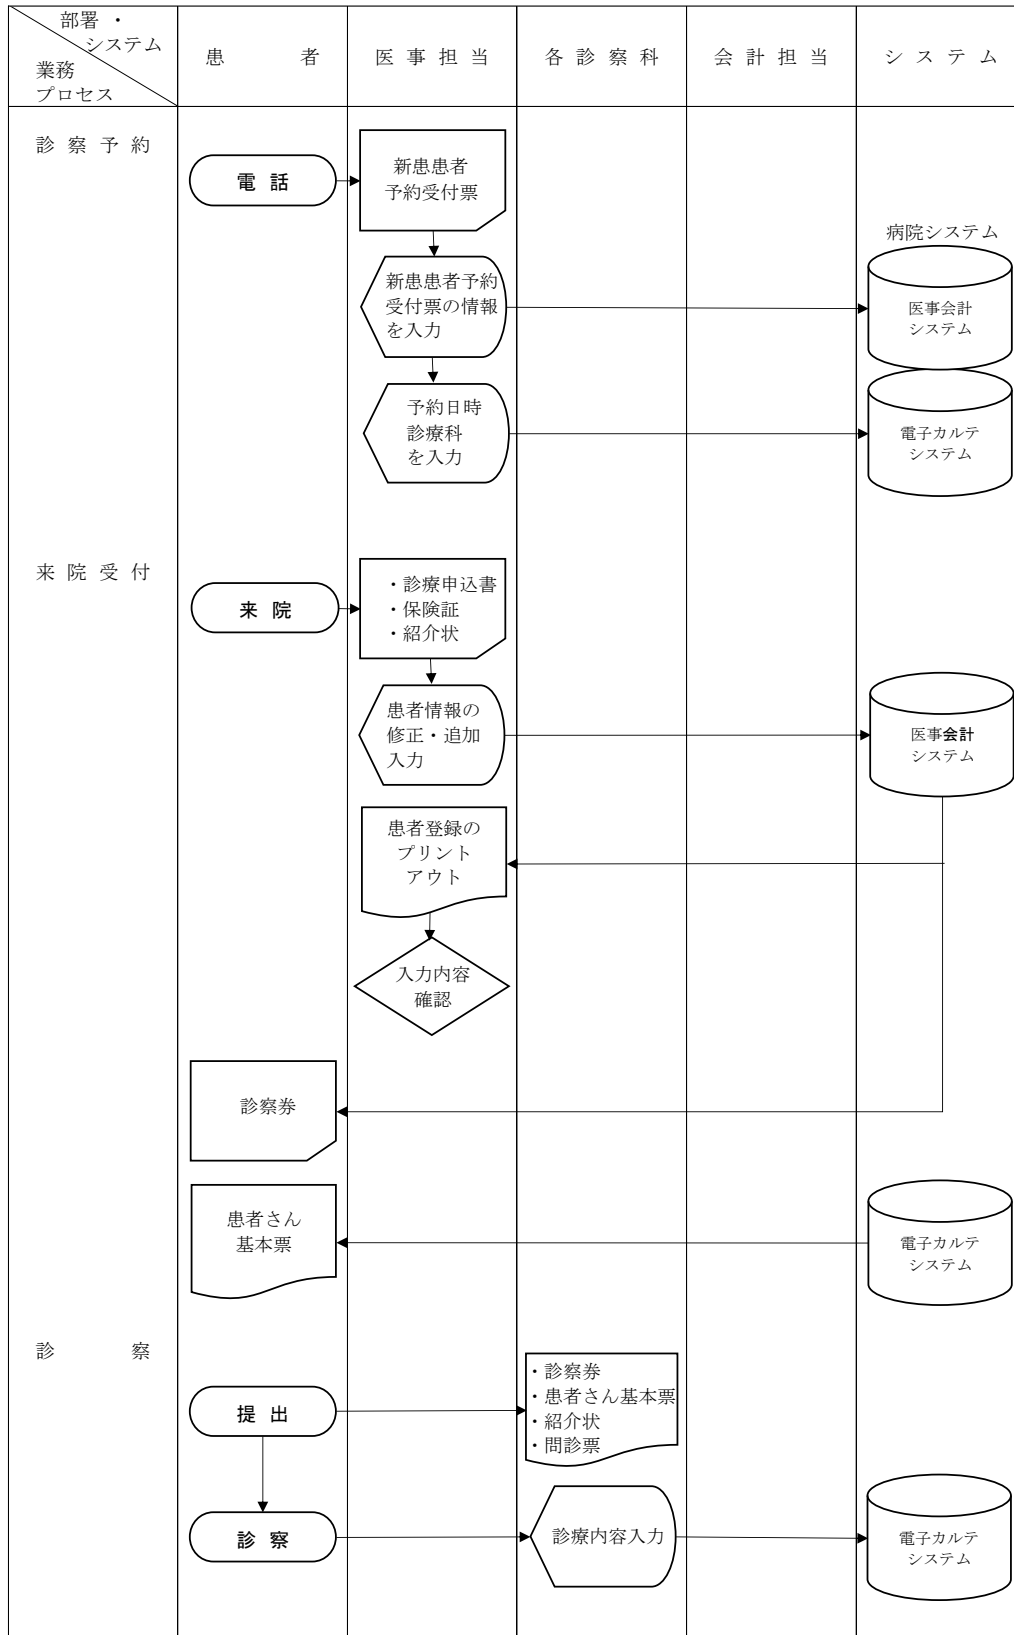 部署・
システム
業務
プロセス
患者
医事担当
各診察科
会計担当
システム
診察予約
電話
新患患者
予約受付票
病院システム
新患患者予約
受付票の情報
を入力
医事会計
システム
予約日時
診療科
を入力
電子カルテ
システム
来院受付
来院
・診療申込書
・保険証
・紹介状
患者情報の
修正・追加
入力
医事会計
システム
患者登録の
プリント
アウト
入力内容
確認
診察券
患者さん
基本票
電子カルテ
システム
診察
提出
・診察券
・患者さん基本票
・紹介状
・問診票
診察
診療内容入力
電子カルテ
システム